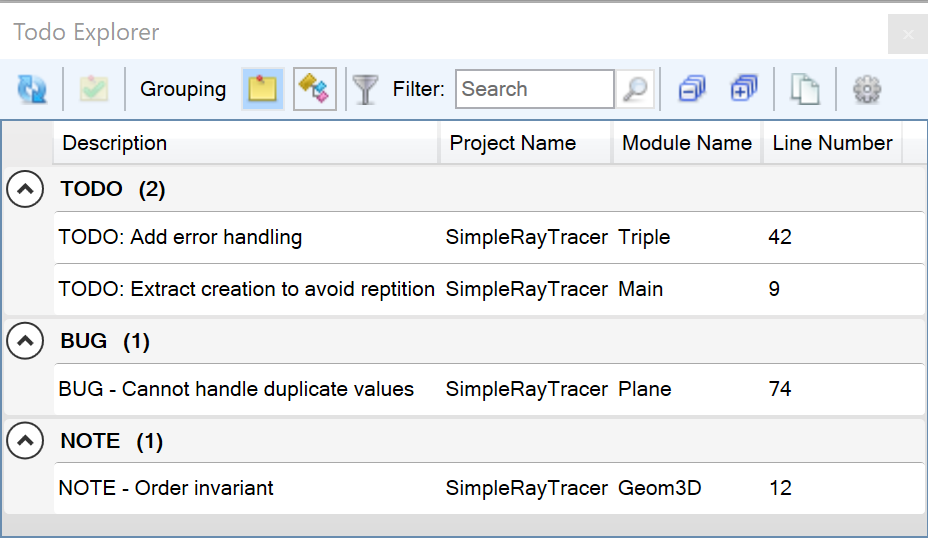 Todo Explorer
Grouping Filter: Search
Description Project Name Module Name Line Number
TODO (2)
TODO: Add error handling SimpleRayTracer Triple 42
TODO: Extract creation to avoid reptition SimpleRayTracer Main 9
BUG (1)
BUG - Cannot handle duplicate values SimpleRayTracer Plane 74
NOTE (1)
NOTE - Order invariant SimpleRayTracer Geom3D 12